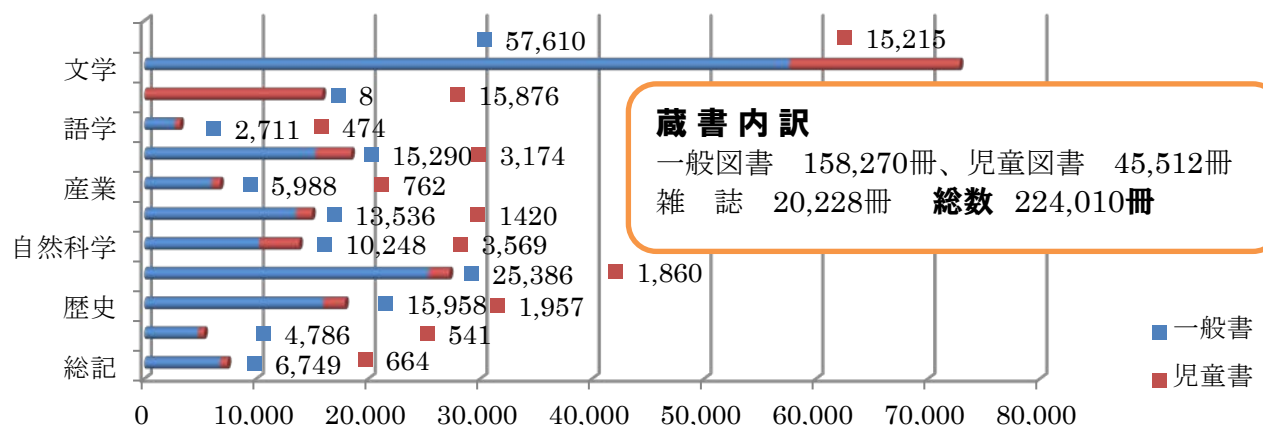 57,610 15,215
文学
8 15,876
語学 2,711 474
15,290 3,174
産業 5,988 762
13,536 1420
自然科学 10,248 3,569
25,386 1,860
歴史 15,958 1,957
4,786 541
総記 6,749 664
0 10,000 20,000 30,000 40,000 50,000 60,000 70,000 80,000
蔵書内訳
一般図書 158,270冊、児童図書 45,512冊
雑 誌 20,228冊 総数 224,010冊
一般書
児童書